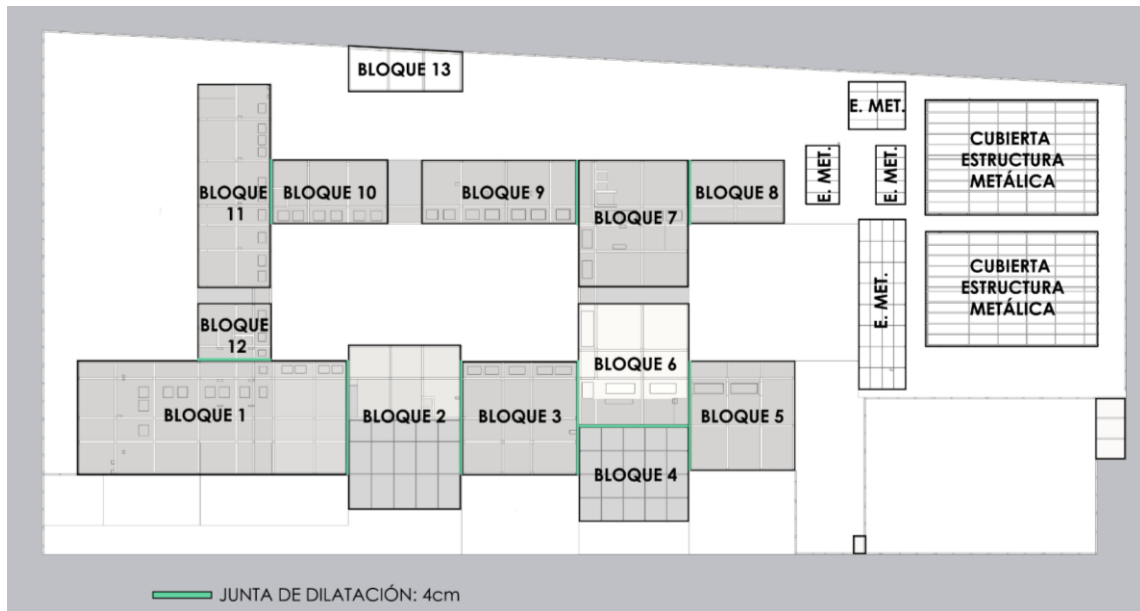 BLOQUE 13
E. MET.
CUBIERTA
ESTRUCTURA
METÁLICA
E. MET.
E. MET.
BLOQUE
11
BLOQUE 10
BLOQUE 9
BLOQUE 7
BLOQUE 8
CUBIERTA
ESTRUCTURA
METÁLICA
E. MET.
BLOQUE
12
BLOQUE 6
BLOQUE 1
BLOQUE 2
BLOQUE 3
BLOQUE 5
BLOQUE 4
JUNTA DE DILATACIÓN: 4cm